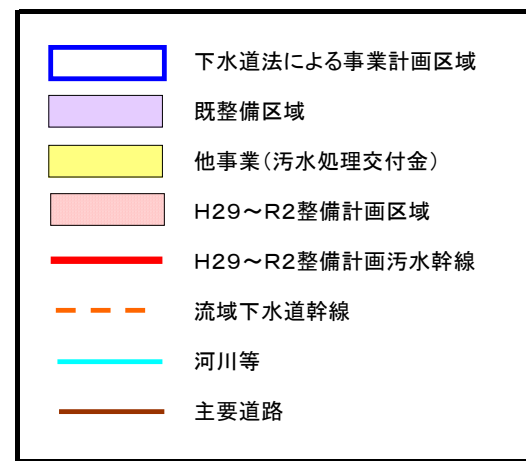 下水道法による事業計画区域
既整備区域
他事業（汚水処理交付金）
Ｈ２９～Ｒ２整備計画区域
Ｈ２９～Ｒ２整備計画汚水幹線
流域下水道幹線
河川等
主要道路